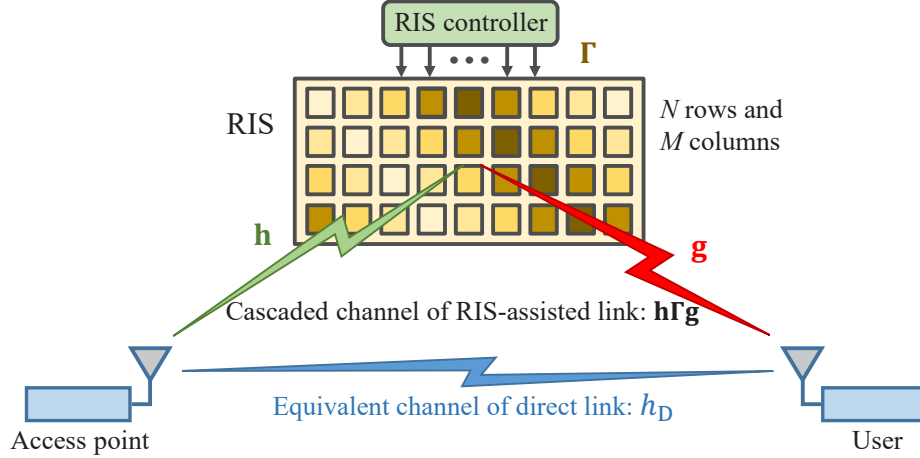 RIS controller
Γ
RIS
N rows and
M columns
h
g
Cascaded channel of RIS-assisted link: hΓg
Equivalent channel of direct link: h_D
Access point
User